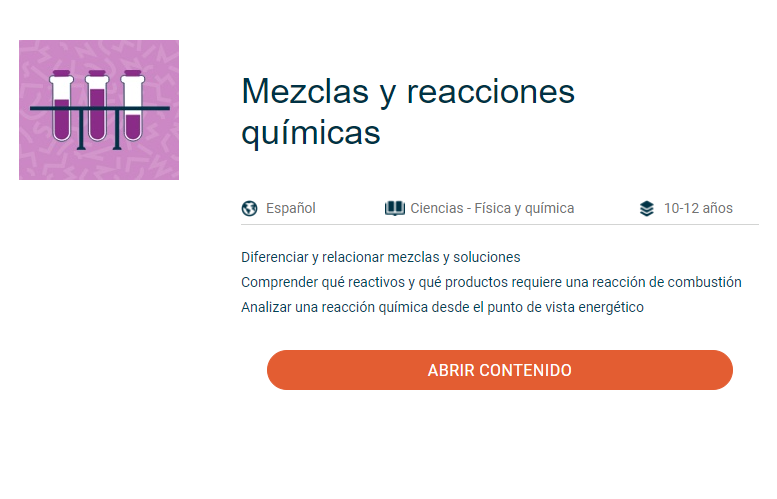 Mezclas y reacciones
químicas
Español
Ciencias - Física y química
10-12 años
Diferenciar y relacionar mezclas y soluciones
Comprender qué reactivos y qué productos requiere una reacción de combustión
Analizar una reacción química desde el punto de vista energético
ABRIR CONTENIDO